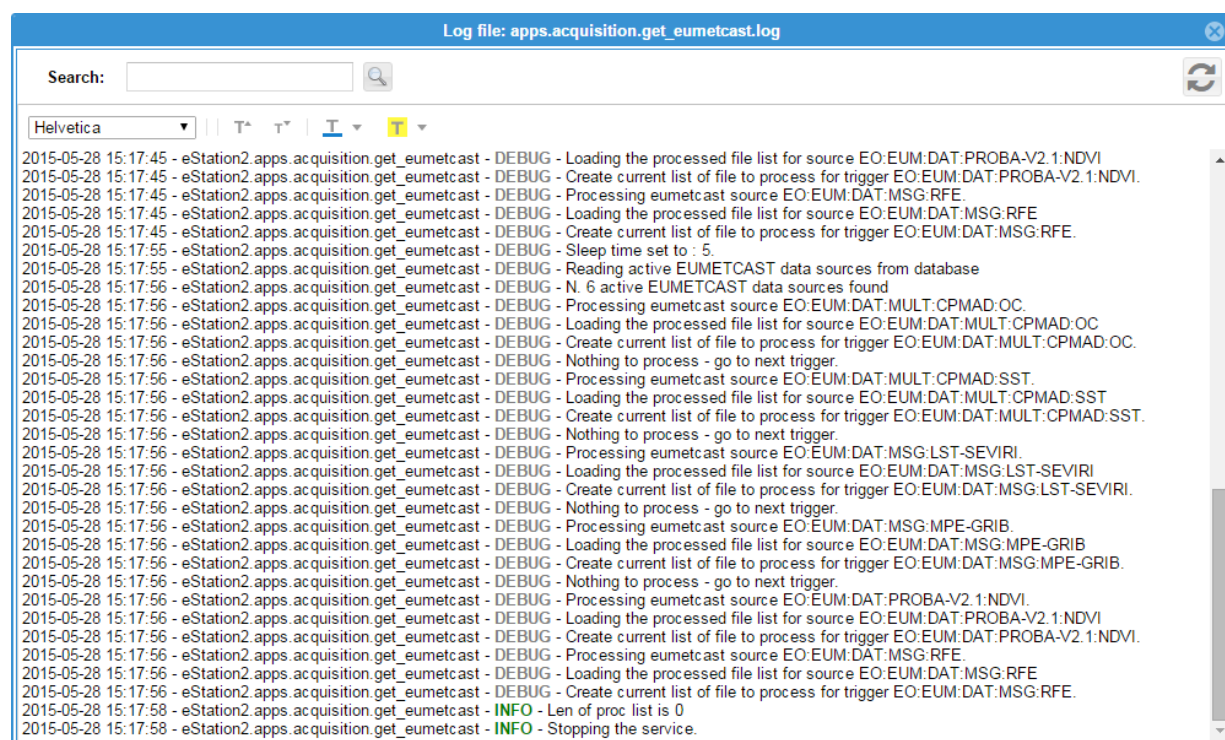 Log file: apps.acquisition.get_eumetcast.log
Search:
Helvetica
2015-05-28 15:17:45 - eStation2.apps.acquisition.get_eumetcast - DEBUG - Loading the processed file list for source EO:EUM:DAT:PROBA-V2.1:NDVI
2015-05-28 15:17:45 - eStation2.apps.acquisition.get_eumetcast - DEBUG - Create current list of file to process for trigger EO:EUM:DAT:PROBA-V2.1:NDVI.
2015-05-28 15:17:45 - eStation2.apps.acquisition.get_eumetcast - DEBUG - Processing eumetcast source EO:EUM:DAT:MSG:RFE.
2015-05-28 15:17:45 - eStation2.apps.acquisition.get_eumetcast - DEBUG - Loading the processed file list for source EO:EUM:DAT:MSG:RFE
2015-05-28 15:17:45 - eStation2.apps.acquisition.get_eumetcast - DEBUG - Create current list of file to process for trigger EO:EUM:DAT:MSG:RFE.
2015-05-28 15:17:55 - eStation2.apps.acquisition.get_eumetcast - DEBUG - Sleep time set to : 5.
2015-05-28 15:17:55 - eStation2.apps.acquisition.get_eumetcast - DEBUG - Reading active EUMETCAST data sources from database
2015-05-28 15:17:55 - eStation2.apps.acquisition.get_eumetcast - DEBUG - N. 6 active EUMETCAST data sources found
2015-05-28 15:17:56 - eStation2.apps.acquisition.get_eumetcast - DEBUG - Processing eumetcast source EO:EUM:DAT:MULT:CPMAD:OC.
2015-05-28 15:17:56 - eStation2.apps.acquisition.get_eumetcast - DEBUG - Loading the processed file list for source EO:EUM:DAT:MULT:CPMAD:OC
2015-05-28 15:17:56 - eStation2.apps.acquisition.get_eumetcast - DEBUG - Create current list of file to process for trigger EO:EUM:DAT:MULT:CPMAD:OC.
2015-05-28 15:17:56 - eStation2.apps.acquisition.get_eumetcast - DEBUG - Nothing to process - go to next trigger.
2015-05-28 15:17:56 - eStation2.apps.acquisition.get_eumetcast - DEBUG - Processing eumetcast source EO:EUM:DAT:MULT:CPMAD:SST.
2015-05-28 15:17:56 - eStation2.apps.acquisition.get_eumetcast - DEBUG - Loading the processed file list for source EO:EUM:DAT:MULT:CPMAD:SST
2015-05-28 15:17:56 - eStation2.apps.acquisition.get_eumetcast - DEBUG - Create current list of file to process for trigger EO:EUM:DAT:MULT:CPMAD:SST.
2015-05-28 15:17:56 - eStation2.apps.acquisition.get_eumetcast - DEBUG - Nothing to process - go to next trigger.
2015-05-28 15:17:56 - eStation2.apps.acquisition.get_eumetcast - DEBUG - Processing eumetcast source EO:EUM:DAT:MSG:LST-SEVIRI.
2015-05-28 15:17:56 - eStation2.apps.acquisition.get_eumetcast - DEBUG - Loading the processed file list for source EO:EUM:DAT:MSG:LST-SEVIRI
2015-05-28 15:17:56 - eStation2.apps.acquisition.get_eumetcast - DEBUG - Create current list of file to process for trigger EO:EUM:DAT:MSG:LST-SEVIRI.
2015-05-28 15:17:56 - eStation2.apps.acquisition.get_eumetcast - DEBUG - Nothing to process - go to next trigger.
2015-05-28 15:17:56 - eStation2.apps.acquisition.get_eumetcast - DEBUG - Processing eumetcast source EO:EUM:DAT:MSG:MPE-GRIB.
2015-05-28 15:17:56 - eStation2.apps.acquisition.get_eumetcast - DEBUG - Loading the processed file list for source EO:EUM:DAT:MSG:MPE-GRIB
2015-05-28 15:17:56 - eStation2.apps.acquisition.get_eumetcast - DEBUG - Create current list of file to process for trigger EO:EUM:DAT:MSG:MPE-GRIB.
2015-05-28 15:17:56 - eStation2.apps.acquisition.get_eumetcast - DEBUG - Nothing to process - go to next trigger.
2015-05-28 15:17:56 - eStation2.apps.acquisition.get_eumetcast - DEBUG - Processing eumetcast source EO:EUM:DAT:PROBA-V2.1:NDVI.
2015-05-28 15:17:56 - eStation2.apps.acquisition.get_eumetcast - DEBUG - Loading the processed file list for source EO:EUM:DAT:PROBA-V2.1:NDVI
2015-05-28 15:17:56 - eStation2.apps.acquisition.get_eumetcast - DEBUG - Create current list of file to process for trigger EO:EUM:DAT:PROBA-V2.1:NDVI.
2015-05-28 15:17:56 - eStation2.apps.acquisition.get_eumetcast - DEBUG - Processing eumetcast source EO:EUM:DAT:MSG:RFE.
2015-05-28 15:17:56 - eStation2.apps.acquisition.get_eumetcast - DEBUG - Loading the processed file list for source EO:EUM:DAT:MSG:RFE
2015-05-28 15:17:56 - eStation2.apps.acquisition.get_eumetcast - DEBUG - Create current list of file to process for trigger EO:EUM:DAT:MSG:RFE.
2015-05-28 15:17:58 - eStation2.apps.acquisition.get_eumetcast - INFO - Len of proc list is 0
2015-05-28 15:17:58 - eStation2.apps.acquisition.get_eumetcast - INFO - Stopping the service.